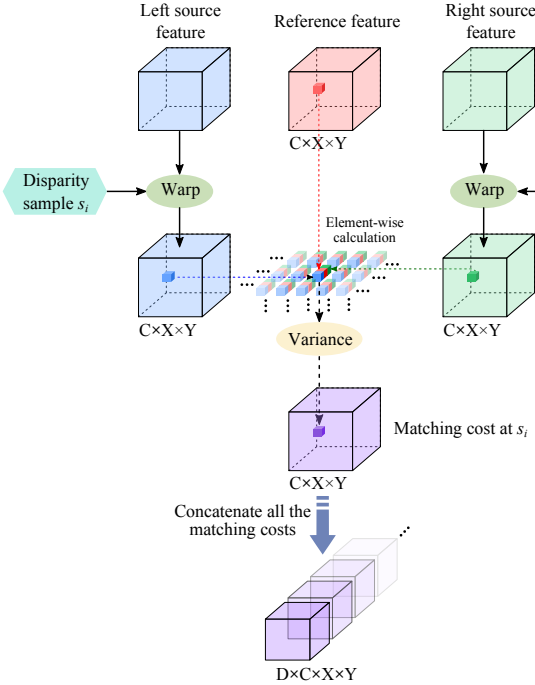 Left source
feature
Reference feature
Right source
feature
C×X×Y
Disparity
sample s_i
Warp
Warp
Element-wise
calculation
C×X×Y
C×X×Y
Variance
Matching cost at s_i
C×X×Y
Concatenate all the
matching costs
D×C×X×Y